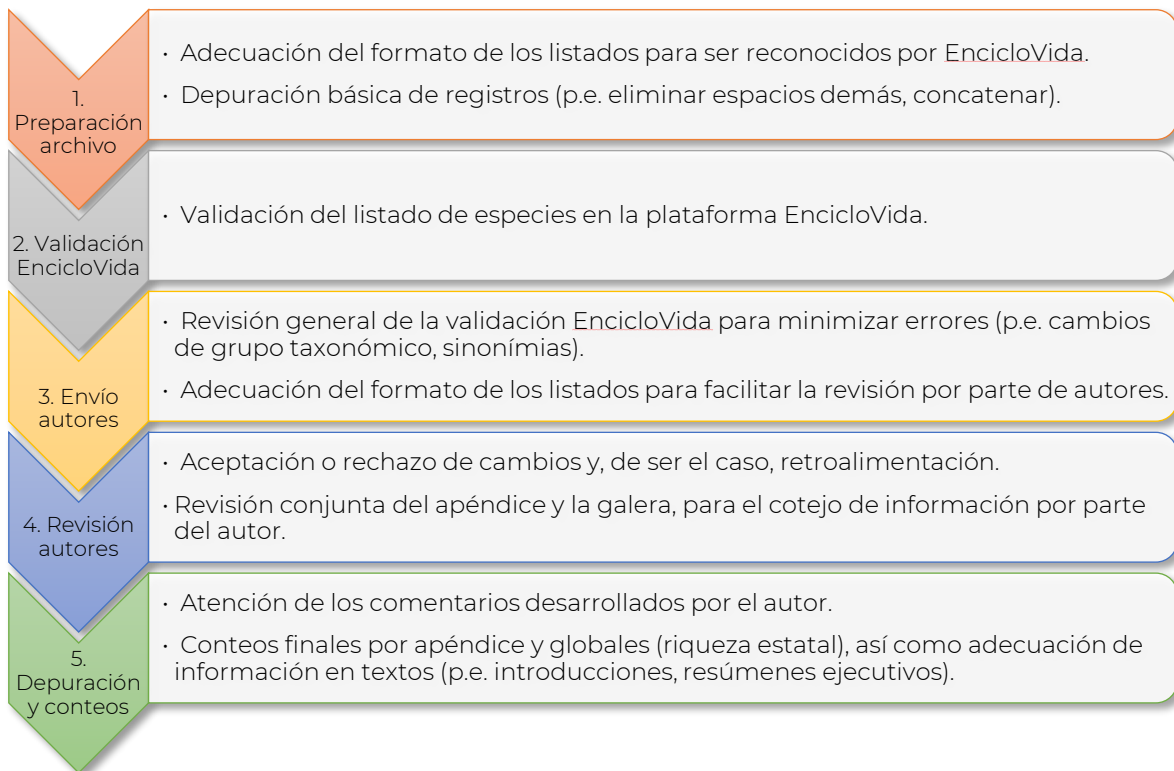 1.
Preparación
archivo
· Adecuación del formato de los listados para ser reconocidos por EncicloVida.
· Depuración básica de registros (p.e. eliminar espacios demás, concatenar).
2. Validación
EncicloVida
· Validación del listado de especies en la plataforma EncicloVida.
3. Envío
autores
· Revisión general de la validación EncicloVida para minimizar errores (p.e. cambios
de grupo taxonómico, sinonímias).
· Adecuación del formato de los listados para facilitar la revisión por parte de autores.
4. Revisión
autores
· Aceptación o rechazo de cambios y, de ser el caso, retroalimentación.
· Revisión conjunta del apéndice y la galera, para el cotejo de información por parte
del autor.
5.
Depuración
y conteos
· Atención de los comentarios desarrollados por el autor.
· Conteos finales por apéndice y globales (riqueza estatal), así como adecuación de
información en textos (p.e. introducciones, resúmenes ejecutivos).